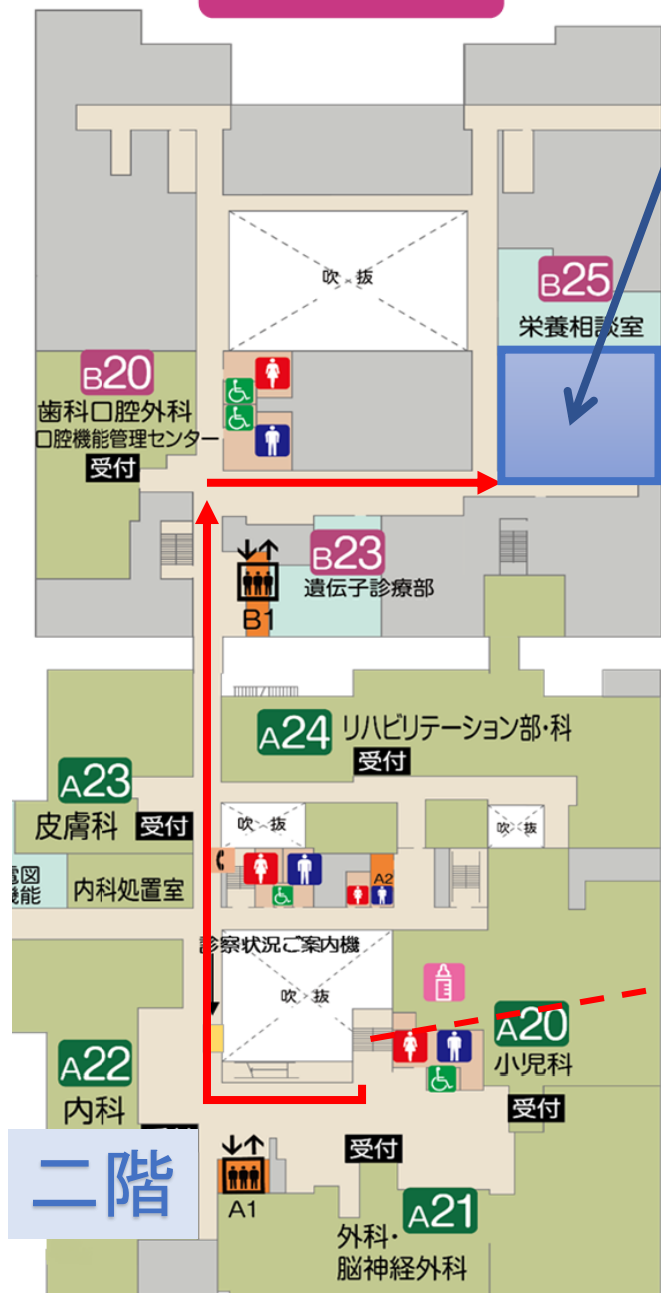 吹 抜
B25
栄養相談室
B20
歯科口腔外科
口腔機能管理センター
受付
B23
遺伝子診療部
B1
A24
リハビリテーション部・科
受付
A23
皮膚科
受付
吹 抜
吹 抜
図
能
内科処置室
A2
診察状況ご案内機
吹 抜
A20
小児科
受付
A22
内科
二階
A1
受付
A21
外科・
脳神経外科